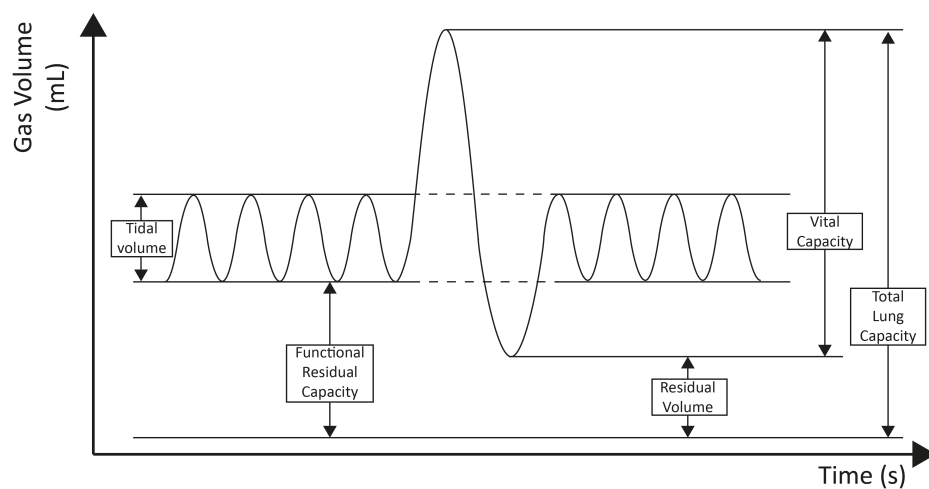 Gas Volume
(mL)
Tidal
volume
Functional
Residual
Capacity
Residual
Volume
Vital
Capacity
Total
Lung
Capacity
Time (s)